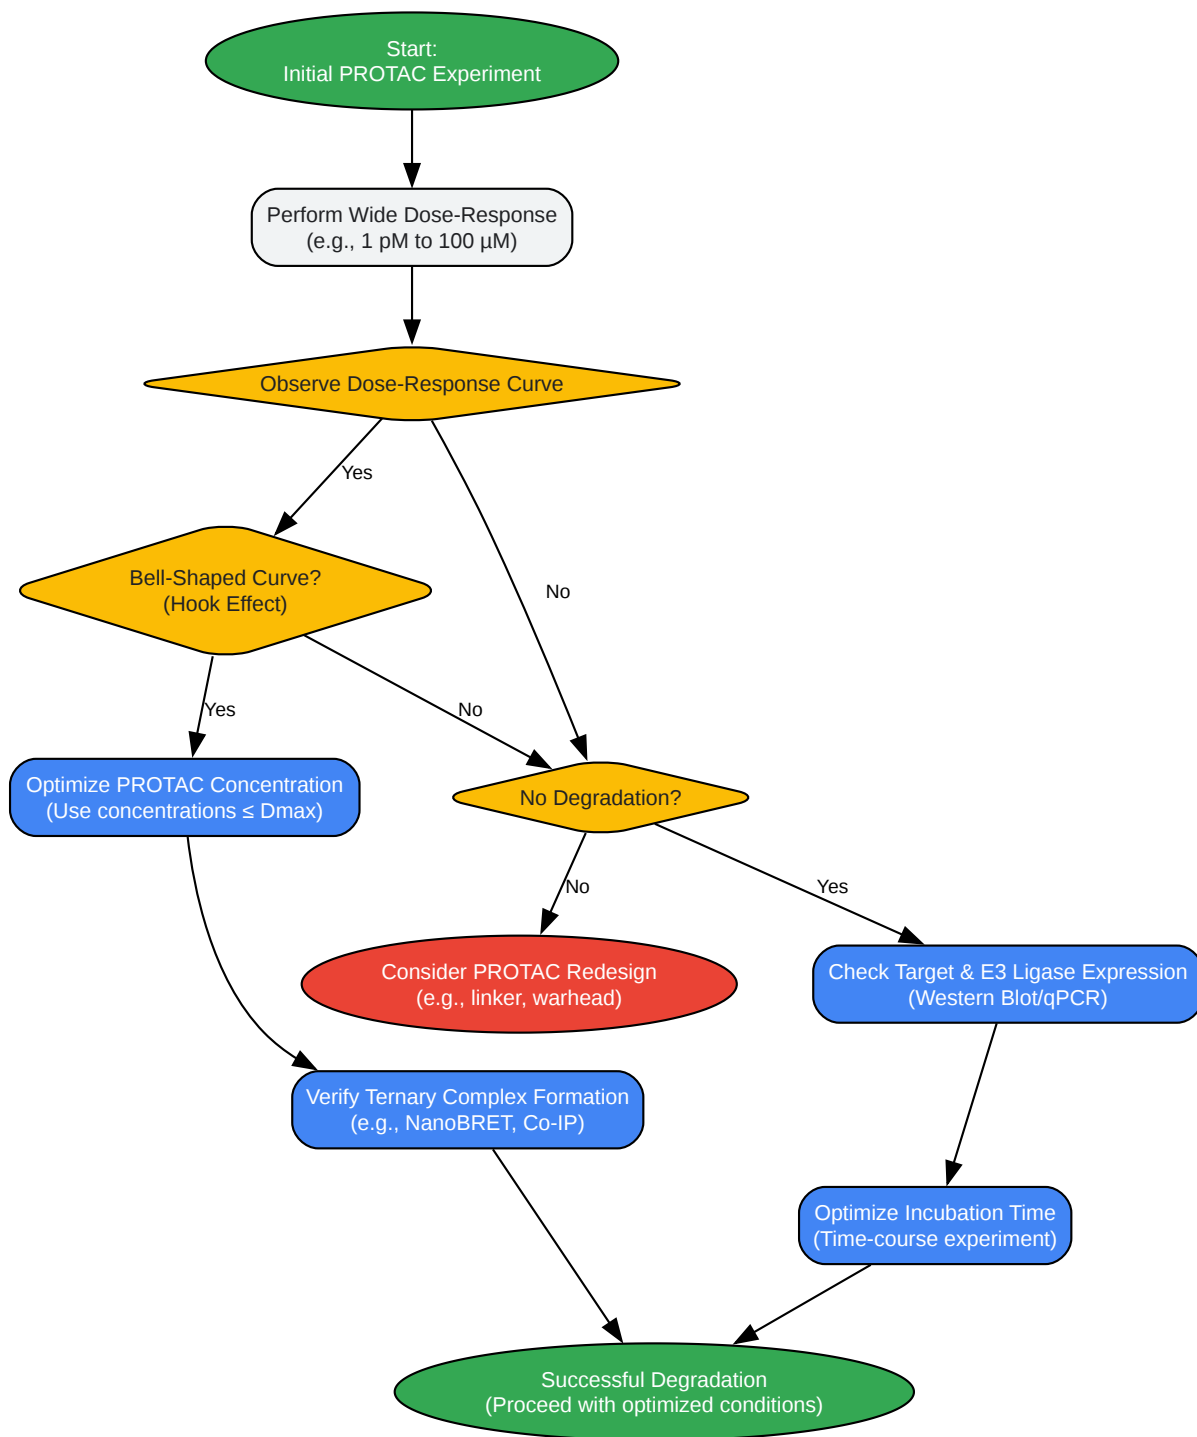 Start:
Initial PROTAC Experiment
Perform Wide Dose-Response
(e.g., 1 pM to 100 µM)
Observe Dose-Response Curve
Yes
No
Bell-Shaped Curve?
(Hook Effect)
Yes
No
Optimize PROTAC Concentration
(Use concentrations ≤ Dmax)
No Degradation?
No
Yes
Consider PROTAC Redesign
(e.g., linker, warhead)
Check Target & E3 Ligase Expression
(Western Blot/qPCR)
Verify Ternary Complex Formation
(e.g., NanoBRET, Co-IP)
Optimize Incubation Time
(Time-course experiment)
Successful Degradation
(Proceed with optimized conditions)